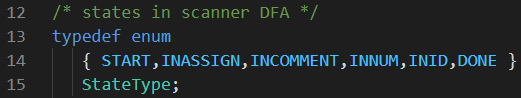 12 /* states in scanner DFA */
13 typedef enum
14 { START,INASSIGN,INCOMMENT,INNUM,INID,DONE }
15 StateType;